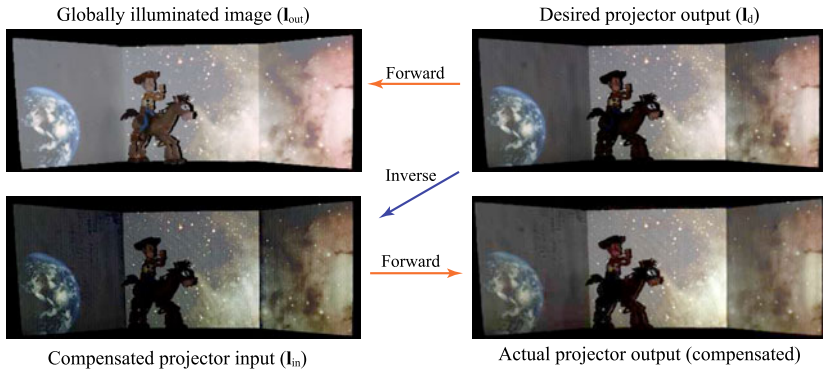 Globally illuminated image (l_out)
Desired projector output (l_d)
Forward
Inverse
Forward
Compensated projector input (l_in)
Actual projector output (compensated)